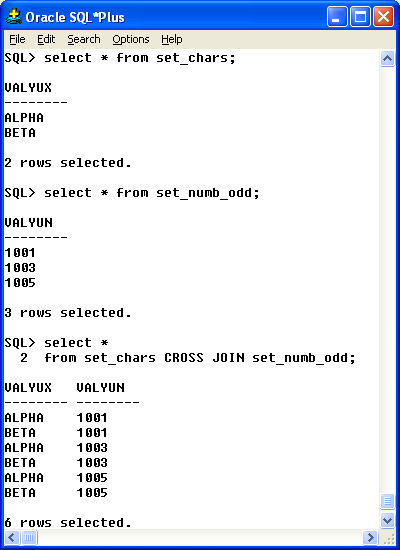 Oracle SQL*Plus
File Edit Search Options Help
SQL> select * from set_chars;
VALYUX
--------
ALPHA
BETA
2 rows selected.
SQL> select * from set_numb_odd;
VALYUN
--------
1001
1003
1005
3 rows selected.
SQL> select *
  2  from set_chars CROSS JOIN set_numb_odd;
VALYUX   VALYUN
-------- --------
ALPHA    1001
BETA     1001
ALPHA    1003
BETA     1003
ALPHA    1005
BETA     1005
6 rows selected.